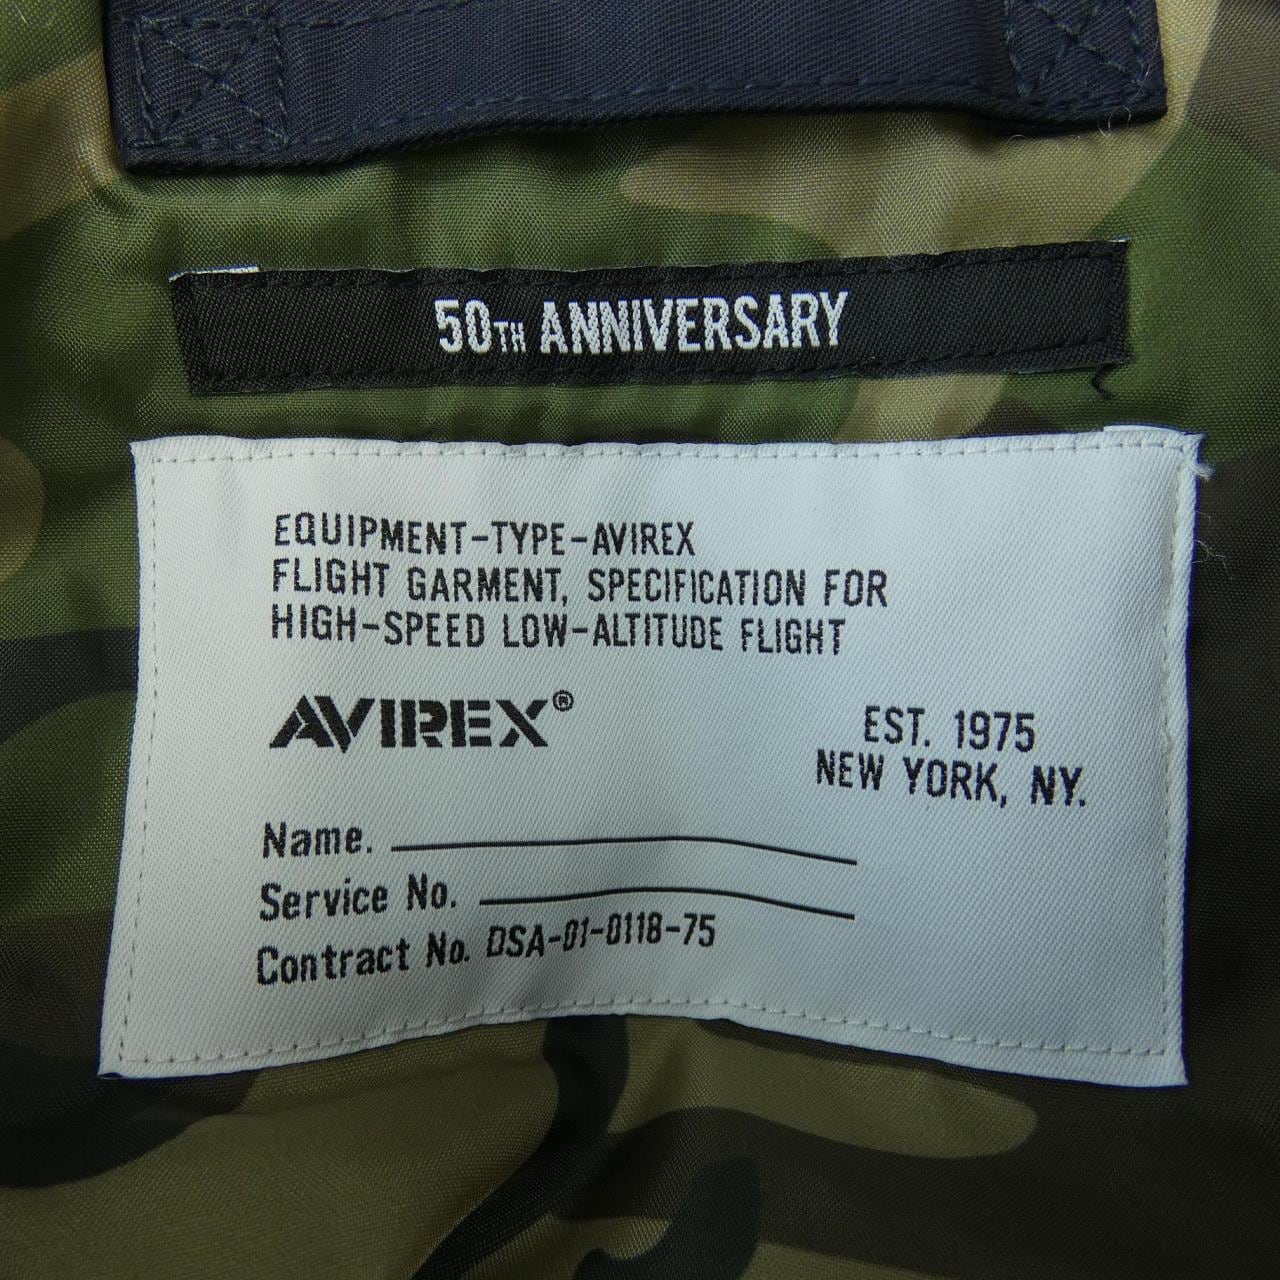 50TH ANNIVERSARY
EQUIPMENT-TYPE-AVIREX
FLIGHT GARMENT, SPECIFICATION FOR
HIGH-SPEED LOW-ALTITUDE FLIGHT
AVIREX®
EST. 1975
NEW YORK, NY.
Name.
Service No.
Contract No. DSA-01-0118-75